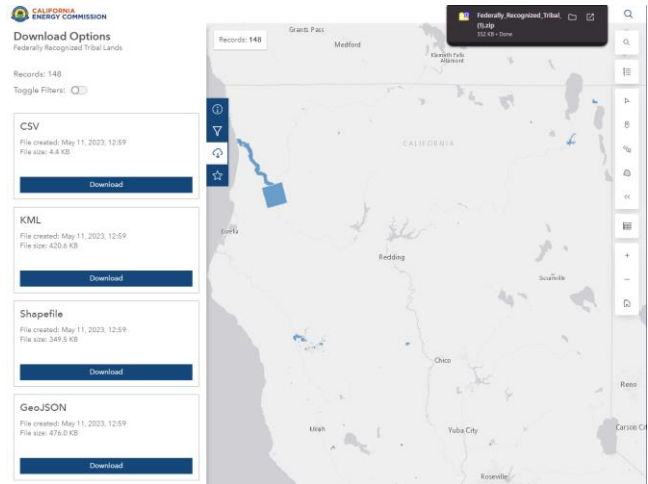 CALIFORNIA
ENERGY COMMISSION
Download Options
Federally Recognized Tribal Lands
Records: 148
Toggle Filters:
CSV
File created: May 11, 2023, 12:59
File size: 4.4 KB
Download
KML
File created: May 11, 2023, 12:59
File size: 420.6 KB
Download
Shapefile
File created: May 11, 2023, 12:59
File size: 349.5 KB
Download
GeoJSON
File created: May 11, 2023, 12:59
File size: 476.0 KB
Download
Records: 148
Federally_Recognized_Tribal_
(1).zip
352 KB • Done
Grants Pass
Medford
Klamath Falls
Altamont
CALIFORNIA
Eureka
Redding
Susanville
Chico
Reno
Ukiah
Yuba City
Carson Cit
Roseville